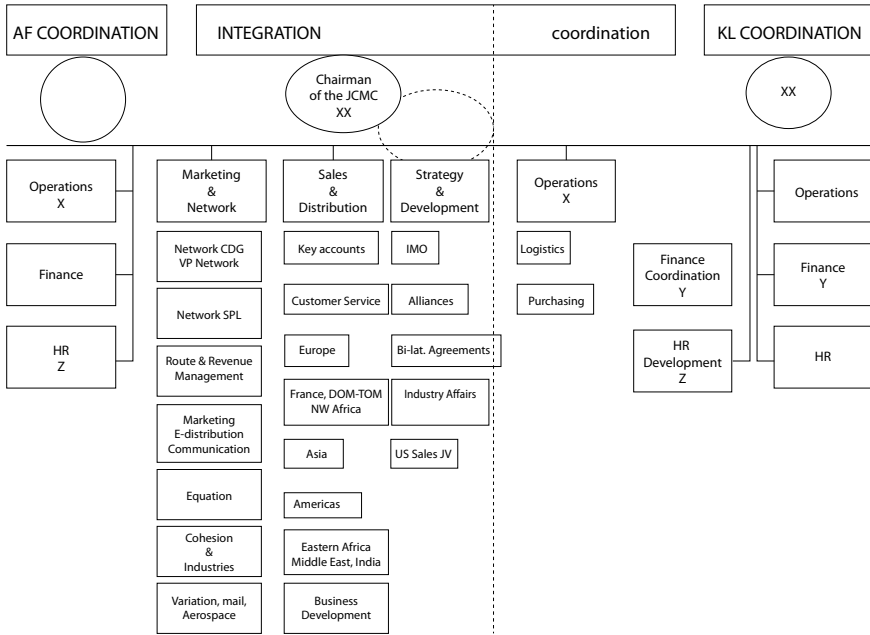 AF COORDINATION
INTEGRATION
coordination
KL COORDINATION
Chairman
of the JCMC
XX
XX
Operations
X
Finance
HR
Z
Marketing
&
Network
Network CDG
VP Network
Network SPL
Route & Revenue
Management
Marketing
E-distribution
Communication
Equation
Cohesion
&
Industries
Variation, mail,
Aerospace
Sales
&
Distribution
Key accounts
Customer Service
Europe
France, DOM-TOM
NW Africa
Asia
Americas
Eastern Africa
Middle East, India
Business
Development
Strategy
&
Development
IMO
Alliances
Bi-lat. Agreements
Industry Affairs
US Sales JV
Operations
X
Logistics
Purchasing
Finance
Coordination
Y
HR
Development
Z
Operations
Finance
Y
HR